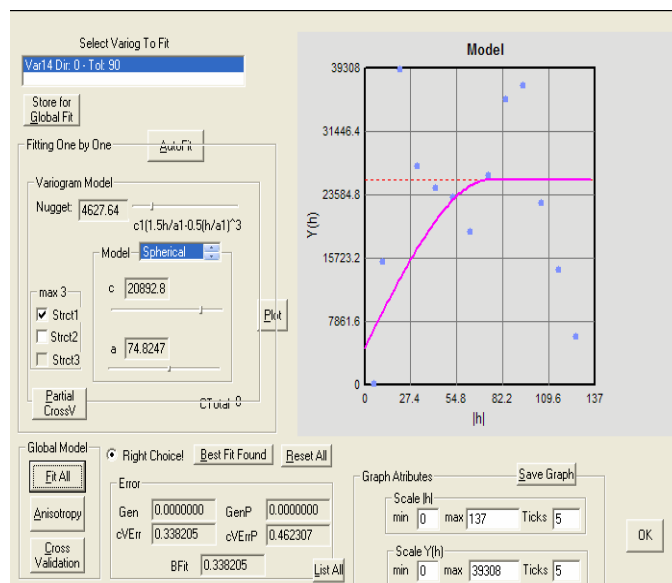 Select Variog To Fit
Var14 Dir: 0 - Tol: 90
Store for
Global Fit
AutoFit
Fitting One by One
Variogram Model
Nugget: 4627.64
c1(1.5h/a1-0.5(h/a1)^3
Model Spherical
max 3
Strct1
Strct2
Strct3
c 20892.8
a 74.8247
Plot
Partial
CrossV
CTotal 0
Model
39308
31446.4
23584.8
15723.2
7861.6
0
Y(h)
0 27.4 54.8 82.2 109.6 137
|h|
Global Model
Fit All
Anisotropy
Cross
Validation
Right Choice!
Best Fit Found
Reset All
Error
Gen 0.0000000 GenP 0.0000000
cVErr 0.338205 cVErrP 0.462307
BFit 0.338205
List All
Graph Atributes
Save Graph
Scale |h|
min 0 max 137 Ticks 5
Scale Y(h)
min 0 max 39308 Ticks 5
OK